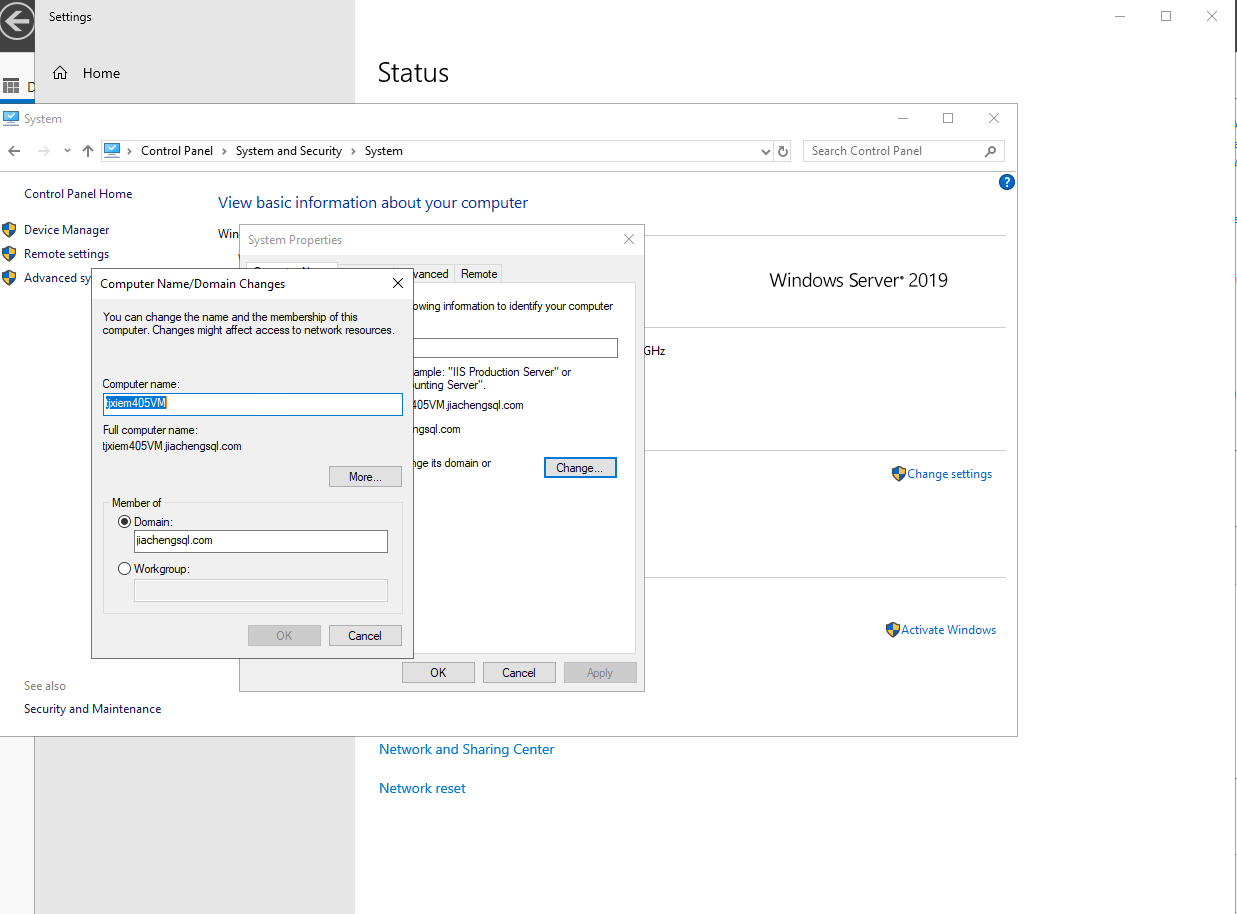 Settings
Home
Status
System
Control Panel
System and Security
System
Search Control Panel
Control Panel Home
View basic information about your computer
Device Manager
Remote settings
Advanced sy
Win
System Properties
vanced
Remote
Windows Server® 2019
Computer Name/Domain Changes
owing information to identify your computer
You can change the name and the membership of this
computer. Changes might affect access to network resources.
GHz
ample: "IIS Production Server" or
unting Server".
Computer name:
tjxiem405VM
405VM.jiachengsql.com
Full computer name:
ngsql.com
tjxiem405VM.jiachengsql.com
nge its domain or
Change...
More...
Change settings
Member of
Domain:
jiachengsql.com
Workgroup:
OK
Cancel
Activate Windows
OK
Cancel
Apply
See also
Security and Maintenance
Network and Sharing Center
Network reset